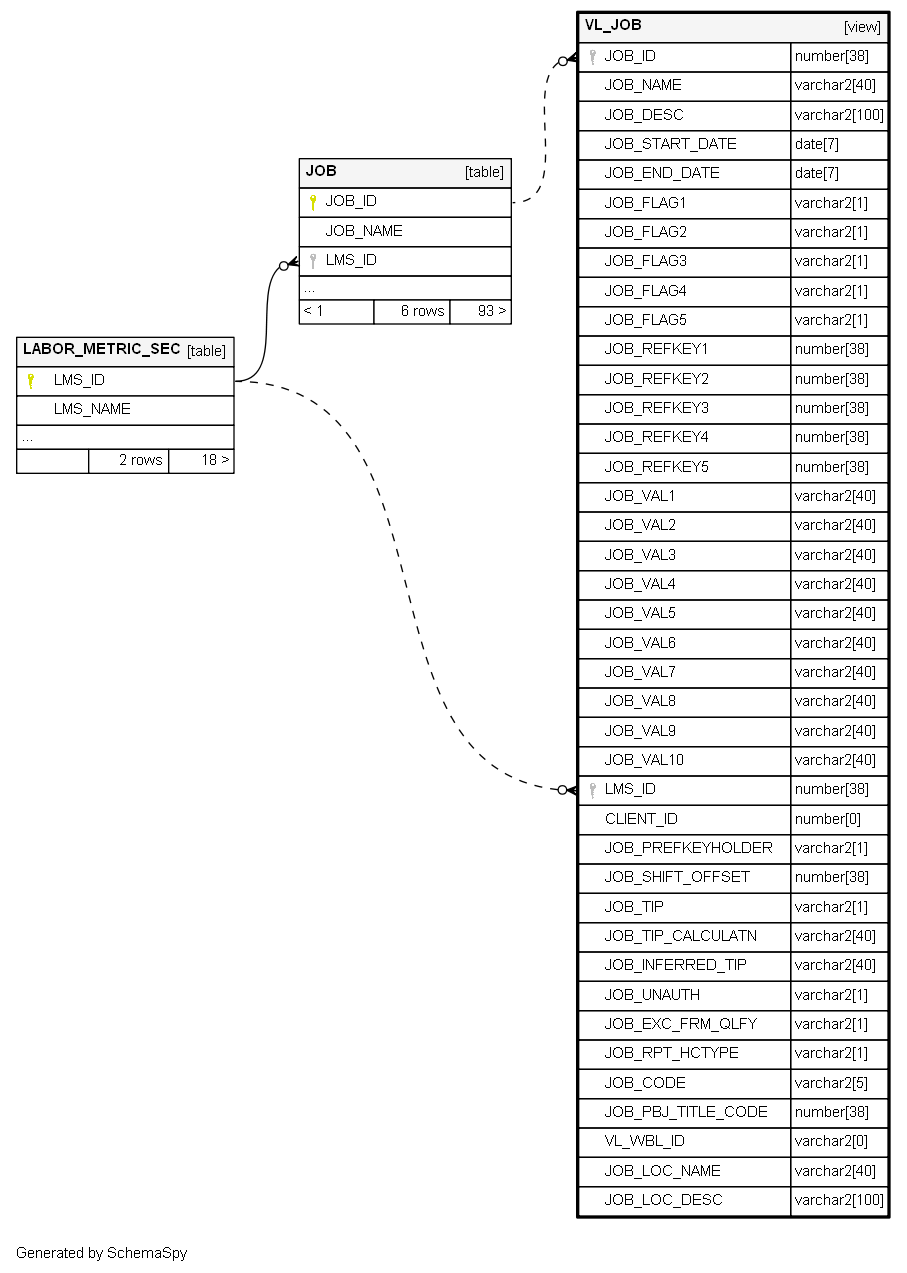 VL_JOB [view]
JOB_ID number[38]
JOB_NAME varchar2[40]
JOB_DESC varchar2[100]
JOB_START_DATE date[7]
JOB_END_DATE date[7]
JOB_FLAG1 varchar2[1]
JOB_FLAG2 varchar2[1]
JOB_FLAG3 varchar2[1]
JOB_FLAG4 varchar2[1]
JOB_FLAG5 varchar2[1]
JOB_REFKEY1 number[38]
JOB_REFKEY2 number[38]
JOB_REFKEY3 number[38]
JOB_REFKEY4 number[38]
JOB_REFKEY5 number[38]
JOB_VAL1 varchar2[40]
JOB_VAL2 varchar2[40]
JOB_VAL3 varchar2[40]
JOB_VAL4 varchar2[40]
JOB_VAL5 varchar2[40]
JOB_VAL6 varchar2[40]
JOB_VAL7 varchar2[40]
JOB_VAL8 varchar2[40]
JOB_VAL9 varchar2[40]
JOB_VAL10 varchar2[40]
LMS_ID number[38]
CLIENT_ID number[0]
JOB_PREFKEYHOLDER varchar2[1]
JOB_SHIFT_OFFSET number[38]
JOB_TIP varchar2[1]
JOB_TIP_CALCULATN varchar2[40]
JOB_INFERRED_TIP varchar2[40]
JOB_UNAUTH varchar2[1]
JOB_EXC_FRM_QLFY varchar2[1]
JOB_RPT_HCTYPE varchar2[1]
JOB_CODE varchar2[5]
JOB_PBJ_TITLE_CODE number[38]
VL_WBL_ID varchar2[0]
JOB_LOC_NAME varchar2[40]
JOB_LOC_DESC varchar2[100]
JOB [table]
JOB_ID
JOB_NAME
LMS_ID
...
< 1 6 rows 93 >
LABOR_METRIC_SEC [table]
LMS_ID
LMS_NAME
...
2 rows 18 >
Generated by SchemaSpy